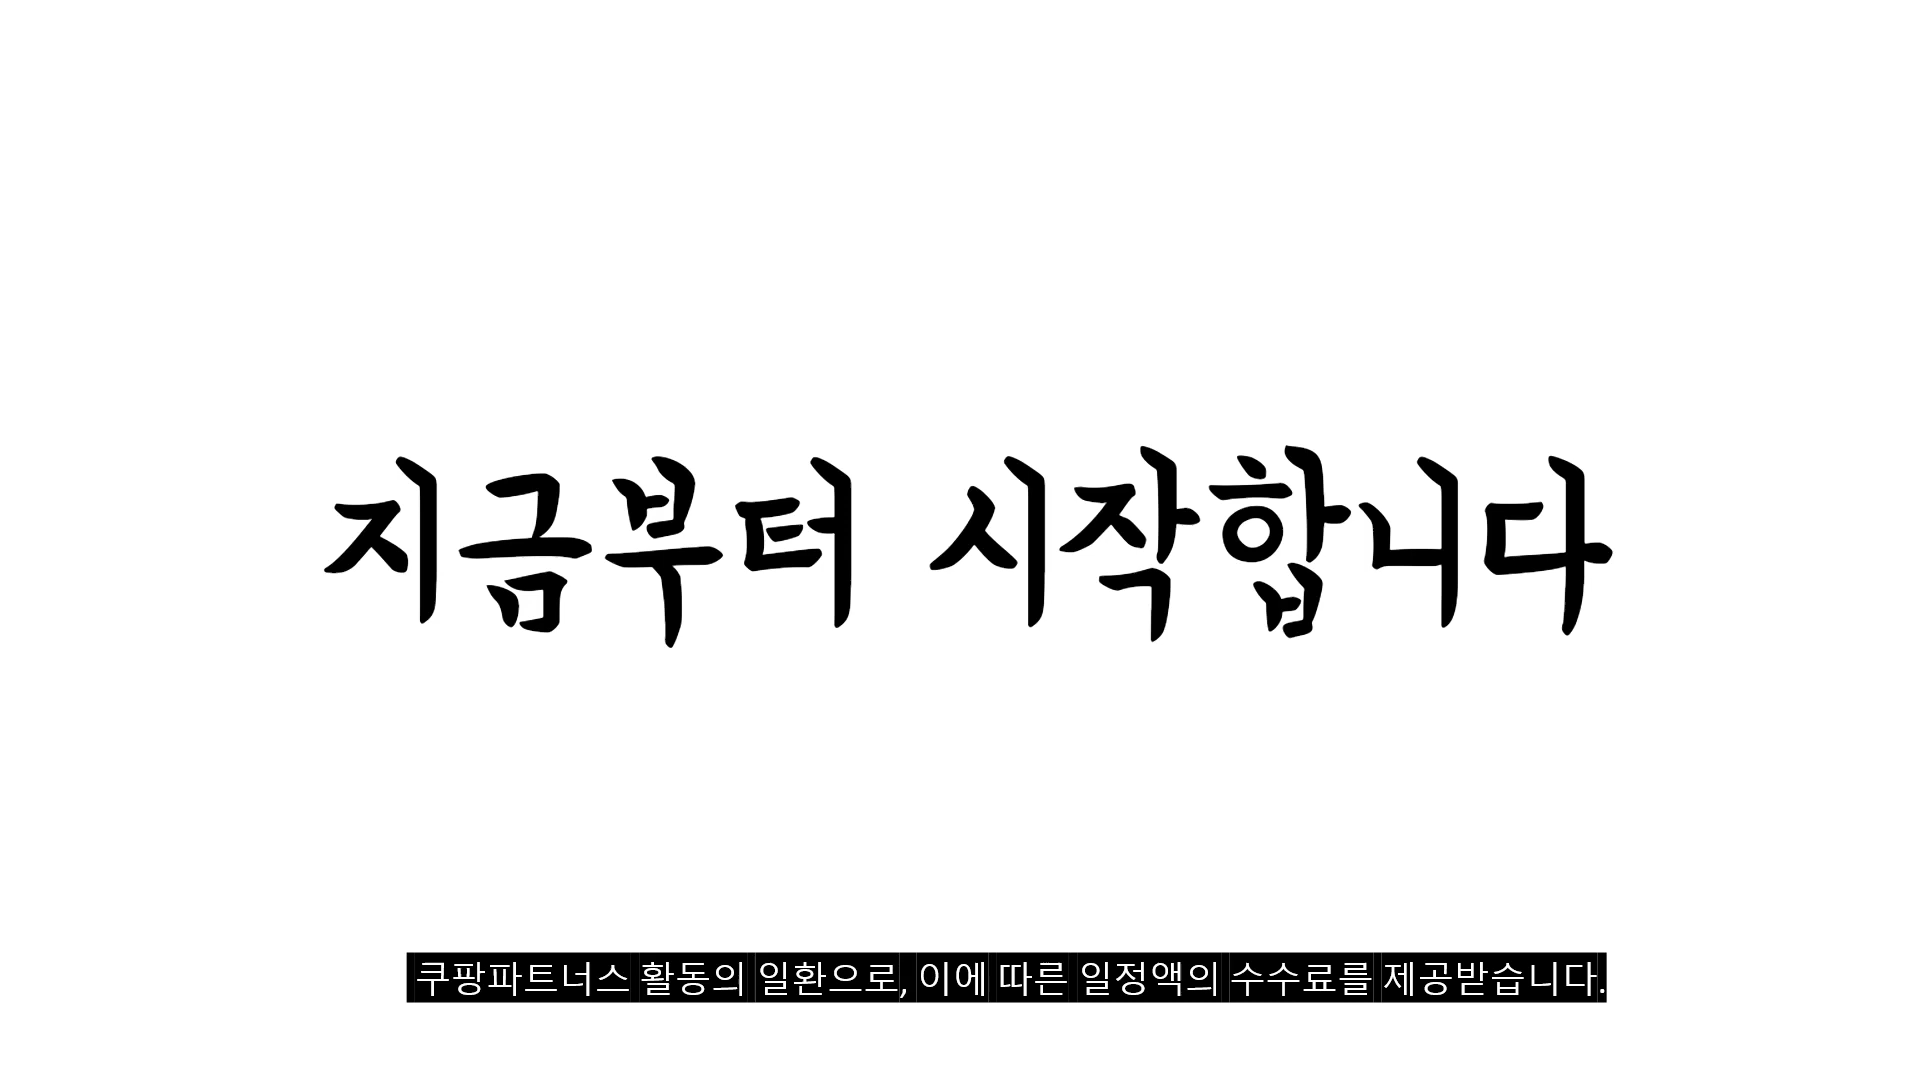 지금부터 시작합니다
쿠팡파트너스 활동의 일환으로, 이에 따른 일정액의 수수료를 제공받습니다.